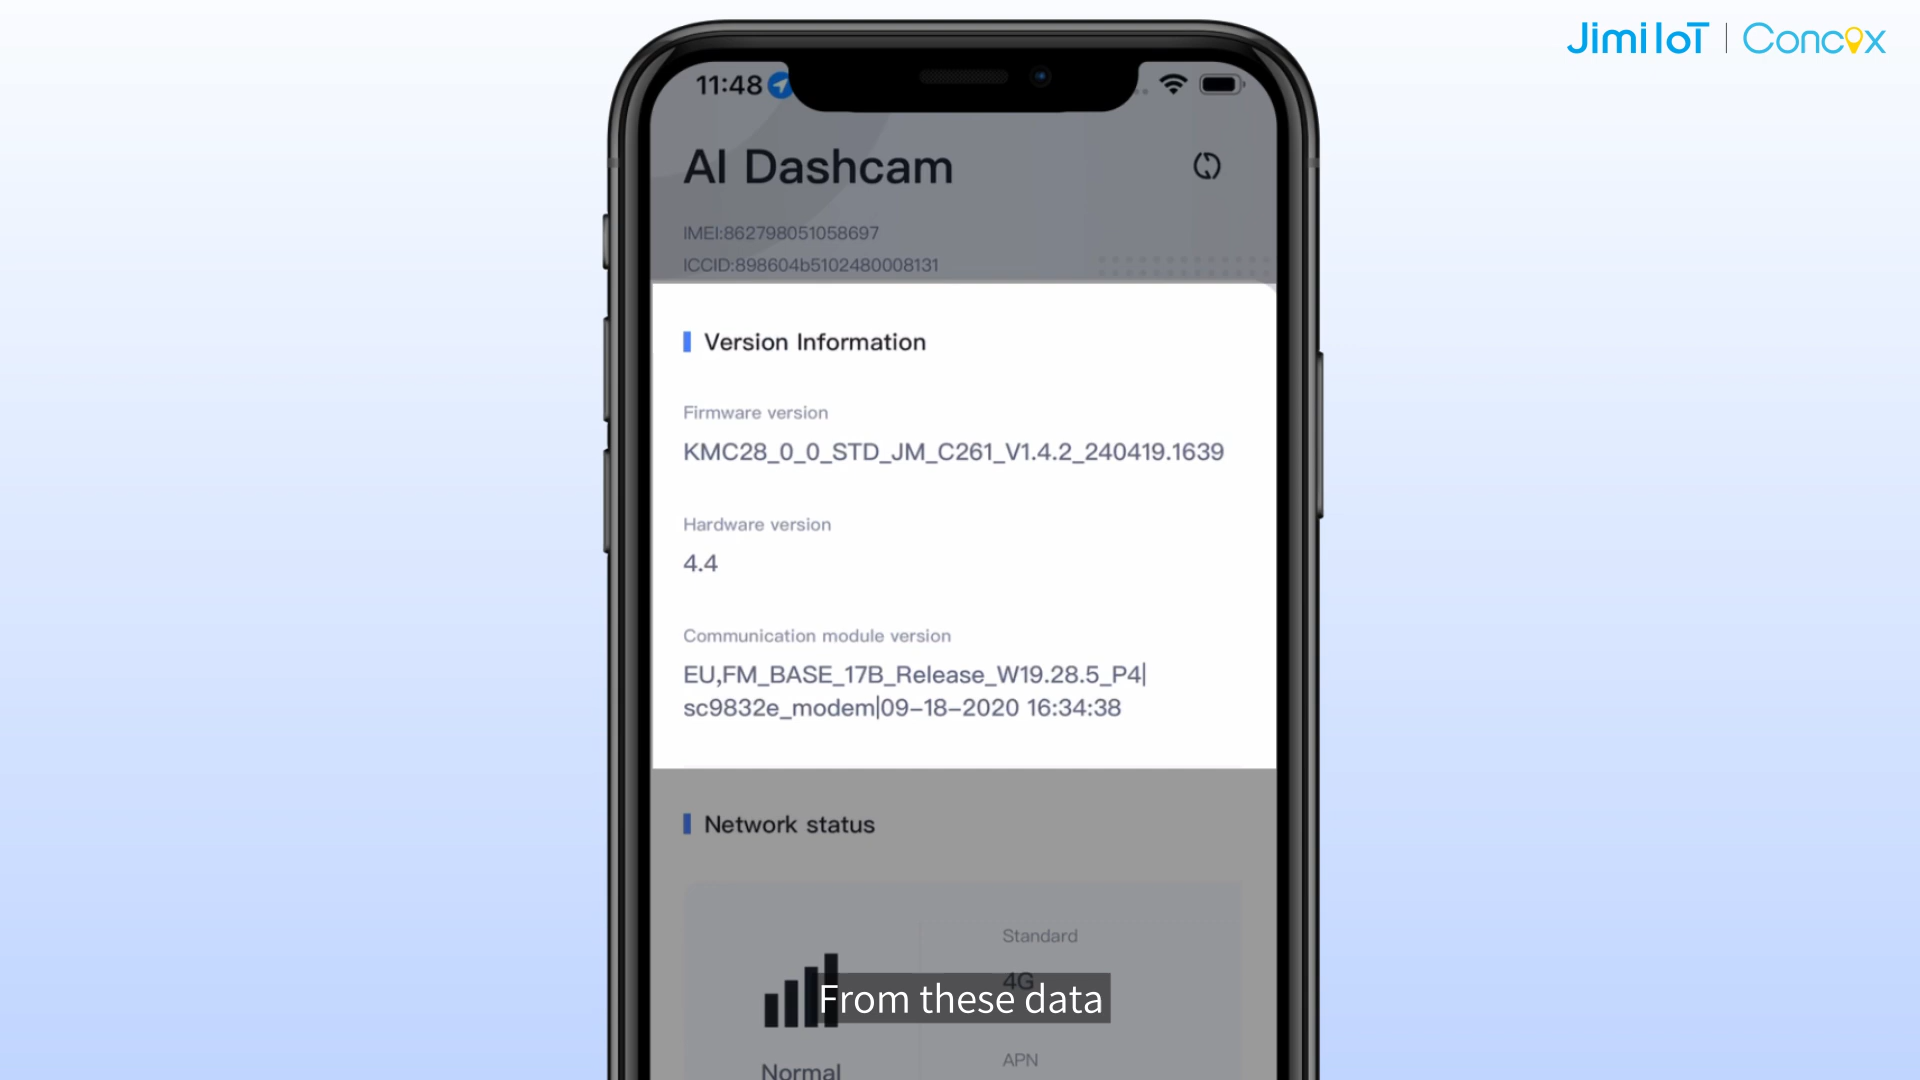 JimiIoT | Concox
11:48
AI Dashcam
IMEI:862798051058697
ICCID:898604b5102480008131
Version Information
Firmware version
KMC28_0_0_STD_JM_C261_V1.4.2_240419.1639
Hardware version
4.4
Communication module version
EU,FM_BASE_17B_Release_W19.28.5_P4|
sc9832e_modem|09-18-2020 16:34:38
Network status
Standard
4G
From these data
APN
Normal